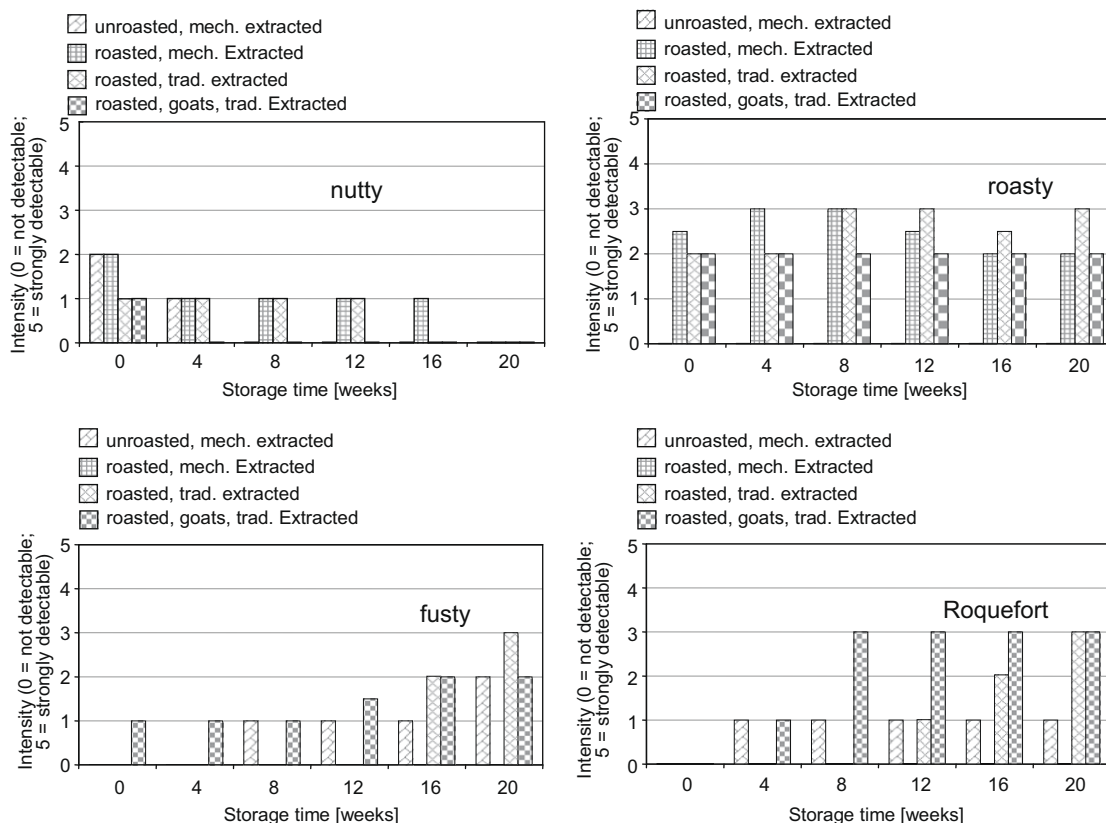 unroasted, mech. extracted
roasted, mech. Extracted
roasted, trad. extracted
roasted, goats, trad. Extracted
Intensity (0 = not detectable;
5 = strongly detectable)
5
4
3
2
1
0
nutty
0 4 8 12 16 20
Storage time [weeks]
unroasted, mech. extracted
roasted, mech. Extracted
roasted, trad. extracted
roasted, goats, trad. Extracted
Intensity (0 = not detectable;
5 = strongly detectable)
5
4
3
2
1
0
roasty
0 4 8 12 16 20
Storage time [weeks]
unroasted, mech. extracted
roasted, mech. Extracted
roasted, trad. extracted
roasted, goats, trad. Extracted
Intensity (0 = not detectable;
5 = strongly detectable)
5
4
3
2
1
0
fusty
0 4 8 12 16 20
Storage time [weeks]
unroasted, mech. extracted
roasted, mech. Extracted
roasted, trad. extracted
roasted, goats, trad. Extracted
Intensity (0 = not detectable;
5 = strongly detectable)
5
4
3
2
1
0
Roquefort
0 4 8 12 16 20
Storage time [weeks]